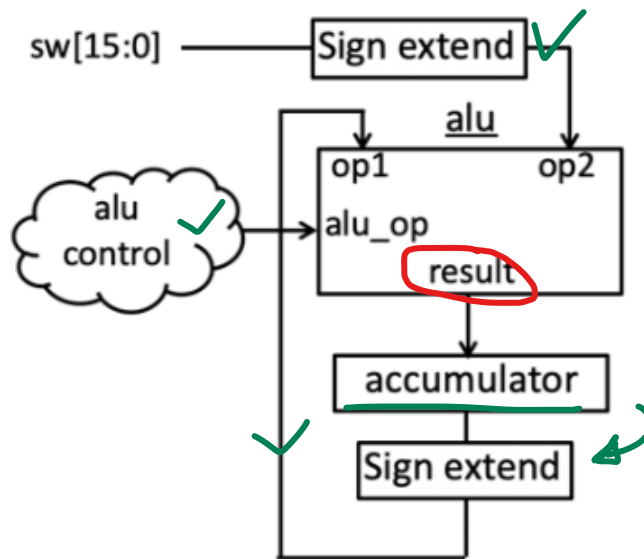 sw[15:0]
Sign extend
alu
op1
op2
alu
control
alu_op
result
accumulator
Sign extend